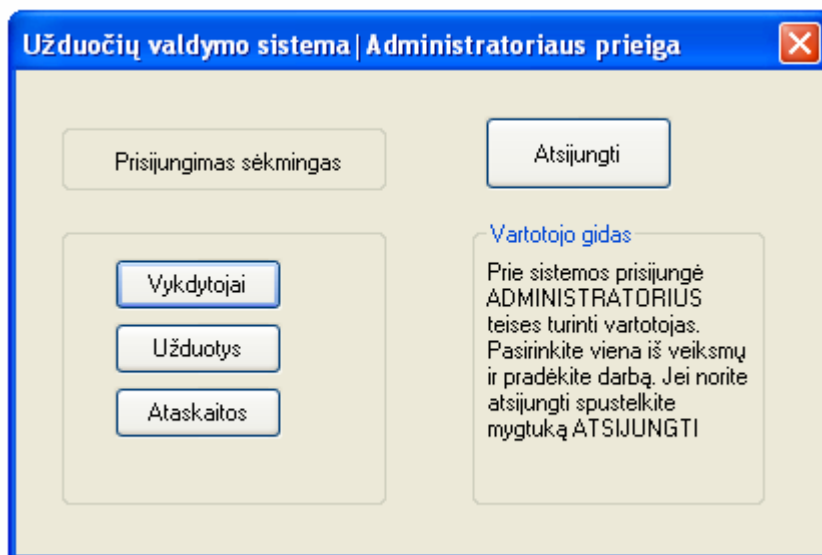 Užduočių valdymo sistema|Administratoriaus prieiga
Prisijungimas sėkmingas
Atsijungti
Vykdytojai
Užduotys
Ataskaitos
Vartotojo gidas
Prie sistemos prisijungė
ADMINISTRATORIUS
teises turinti vartotojas.
Pasirinkite viena iš veiksmų
ir pradėkite darbą. Jei norite
atsijungti spustelkite
mygtuką ATSIJUNGTI